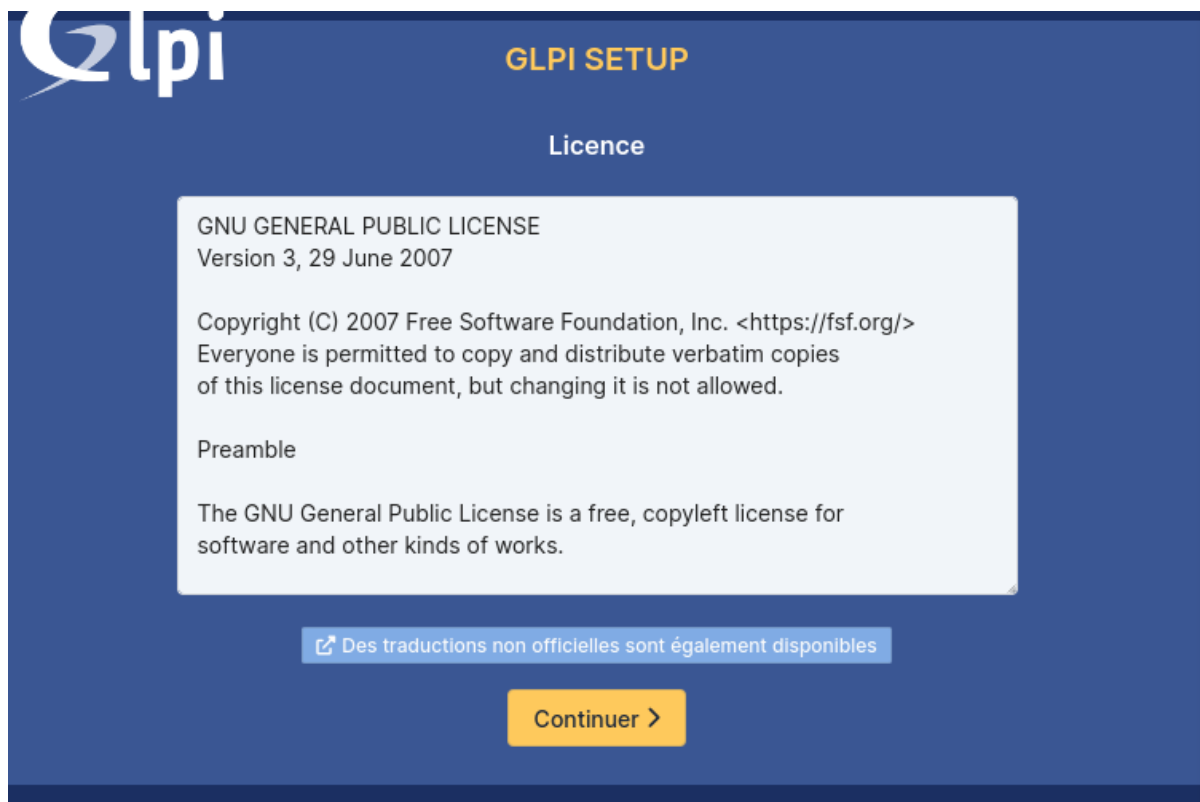 Glpi
GLPI SETUP
Licence
GNU GENERAL PUBLIC LICENSE
Version 3, 29 June 2007
Copyright (C) 2007 Free Software Foundation, Inc. <https://fsf.org/>
Everyone is permitted to copy and distribute verbatim copies
of this license document, but changing it is not allowed.
Preamble
The GNU General Public License is a free, copyleft license for
software and other kinds of works.
Des traductions non officielles sont également disponibles
Continuer